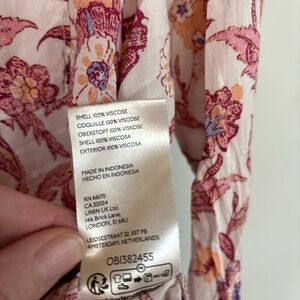 SHELL 100% VISCOSE
COQUILLE 100% VISCOSE
OBERSTOFF 100% VISKOSE
SHELL 100% VISCOSA
EXTERIOR 100% VISCOSA
MADE IN INDONESIA
HECHO EN INDONESIA
RN 66170
CA 32054
URBN UK Ltd.
146 Brick Lane,
LONDON, E1 6RU
LEIDSESTRAAT 32, 1017 PB
AMSTERDAM, NETHERLANDS
OB1382455
FR